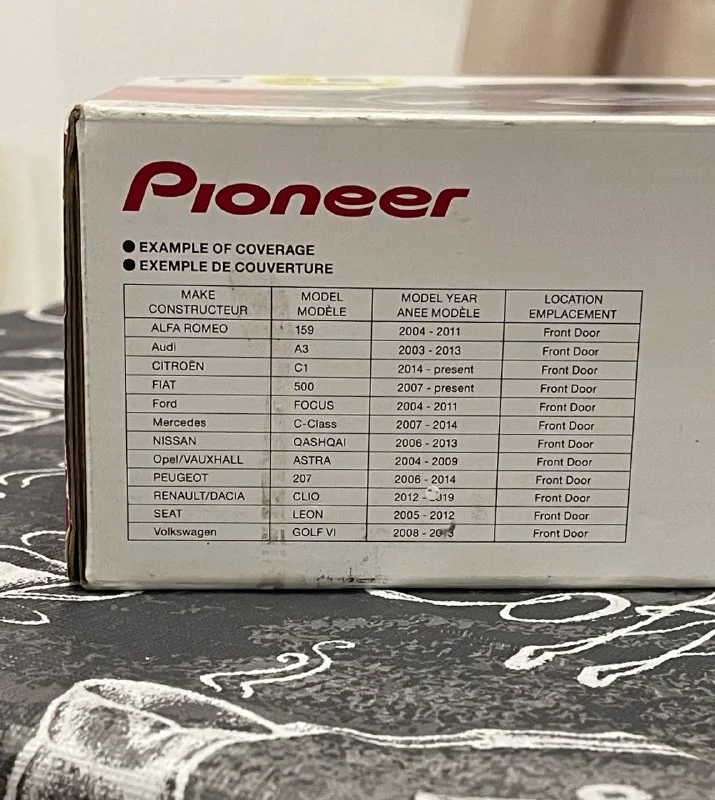 Pioneer
● EXAMPLE OF COVERAGE
● EXEMPLE DE COUVERTURE
MAKE MODEL MODEL YEAR LOCATION
CONSTRUCTEUR MODÈLE ANEE MODÈLE EMPLACEMENT
ALFA ROMEO 159 2004 - 2011 Front Door
Audi A3 2003 - 2013 Front Door
CITROËN C1 2014 - present Front Door
FIAT 500 2007 - present Front Door
Ford FOCUS 2004 - 2011 Front Door
Mercedes C-Class 2007 - 2014 Front Door
NISSAN QASHQAI 2006 - 2013 Front Door
Opel/VAUXHALL ASTRA 2004 - 2009 Front Door
PEUGEOT 207 2006 - 2014 Front Door
RENAULT/DACIA CLIO 2012 - Front Door
SEAT LEON 2005 - 2012 Front Door
Volkswagen GOLF VI 2008 - 2013 Front Door